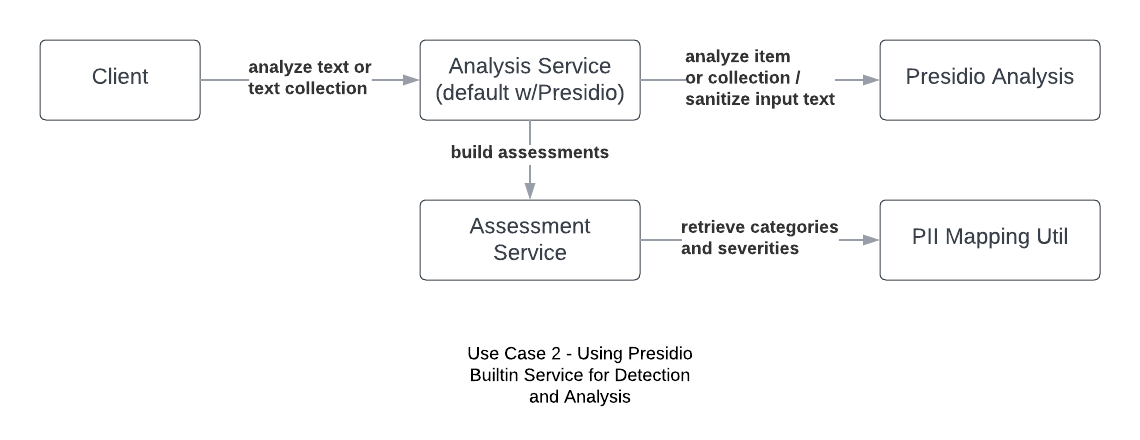 Client
analyze text or
text collection
Analysis Service
(default w/Presidio)
analyze item
or collection /
sanitize input text
Presidio Analysis
build assessments
Assessment
Service
retrieve categories
and severities
PII Mapping Util
Use Case 2 - Using Presidio
Builtin Service for Detection
and Analysis